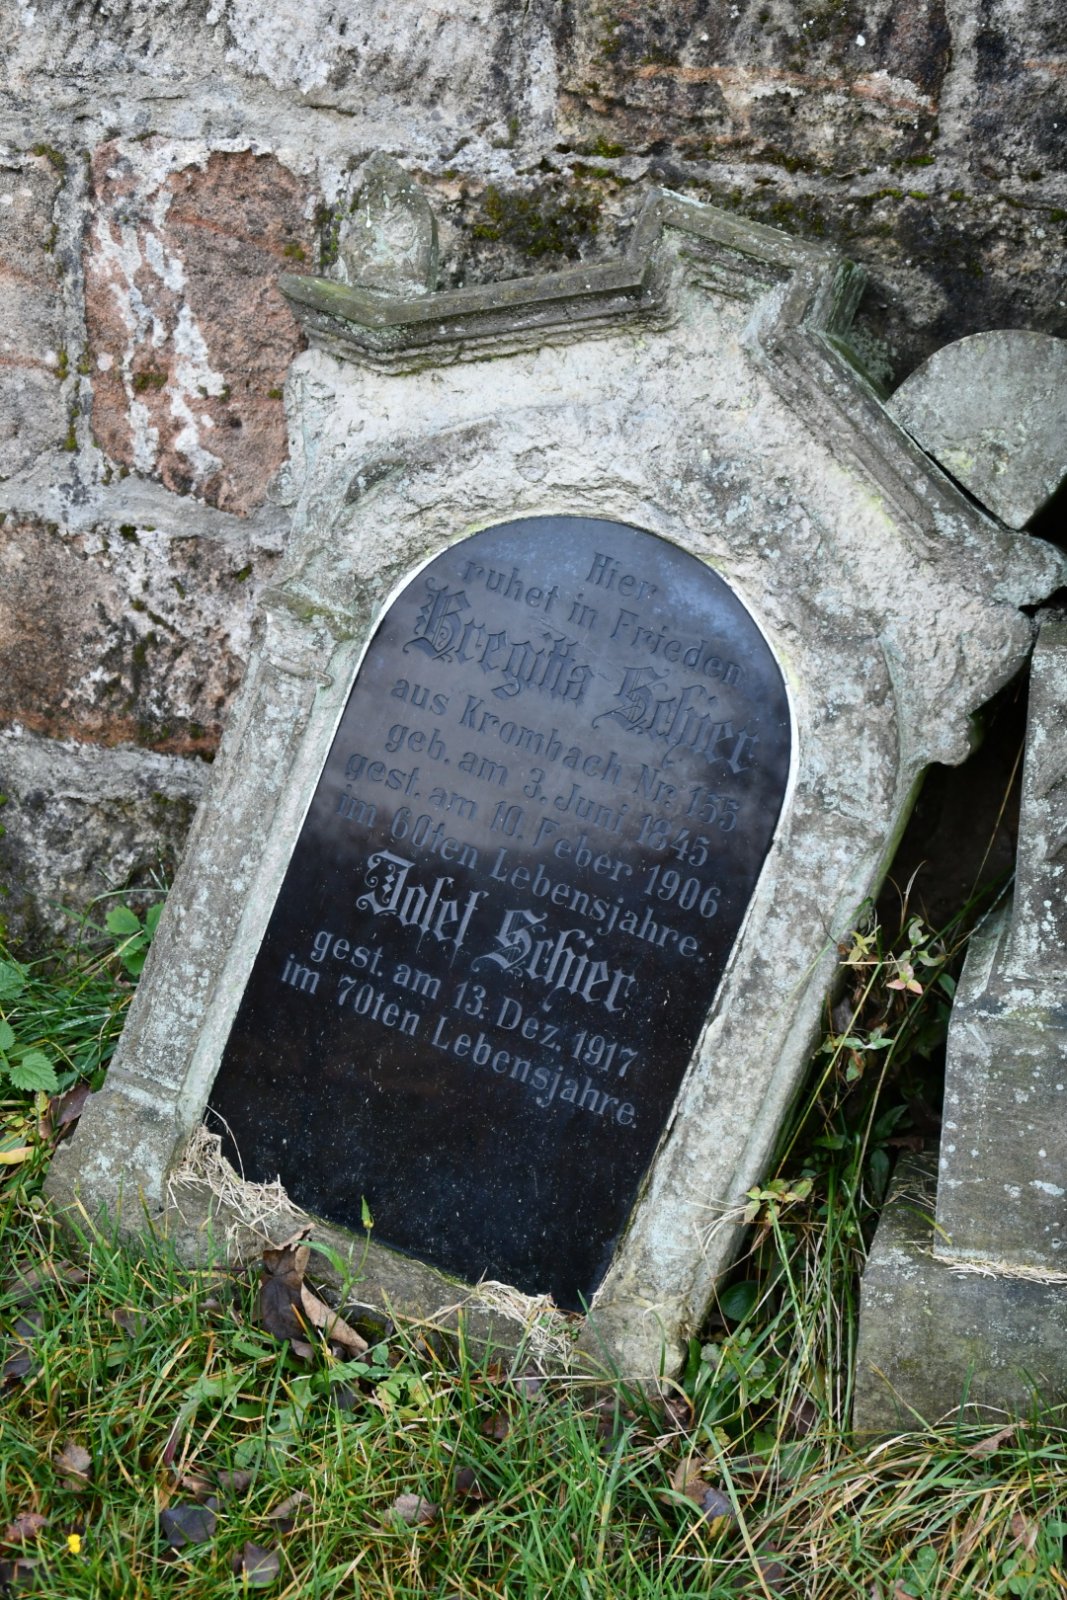 Hier
ruhet in Frieden
Kregitta Schier
aus Krombach Nr. 155
geb. am 3. Juni 1845
gest. am 10. Feber 1906
im 60ten Lebensjahre.
Josef Schier
gest. am 13. Dez. 1917
im 70ten Lebensjahre.